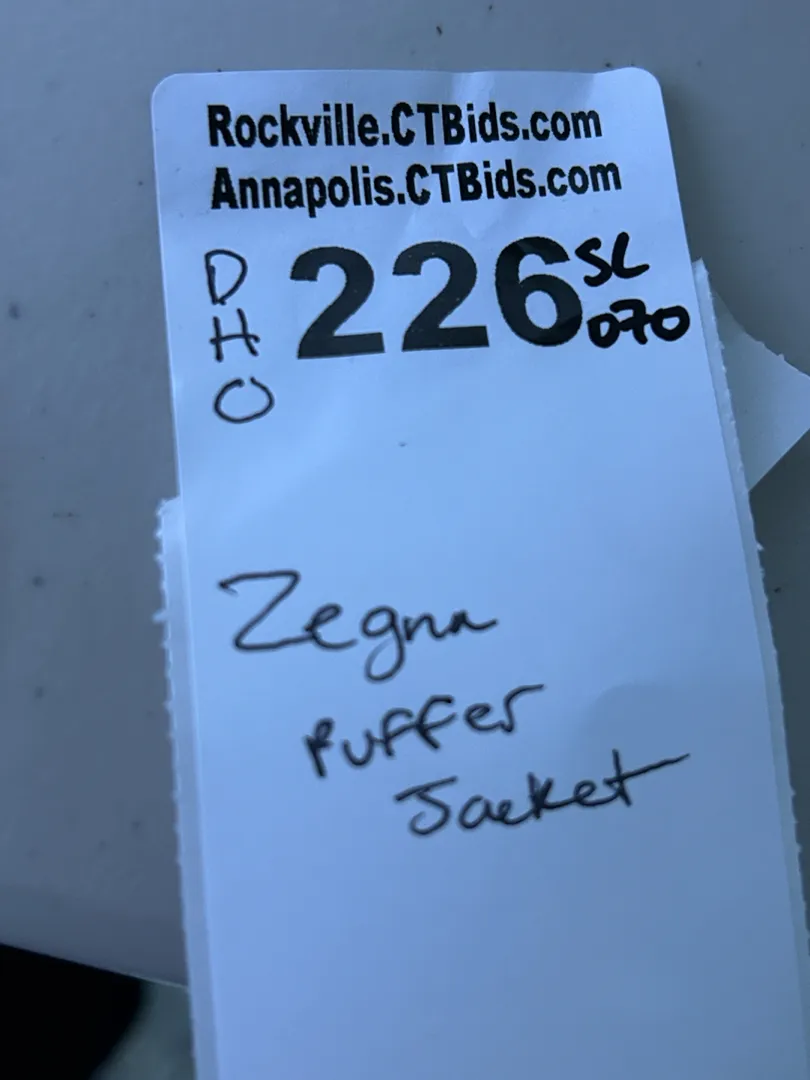 Rockville.CTBids.com
Annapolis.CTBids.com
DHO
226
SL
070
Zegna
Puffer
Jacket